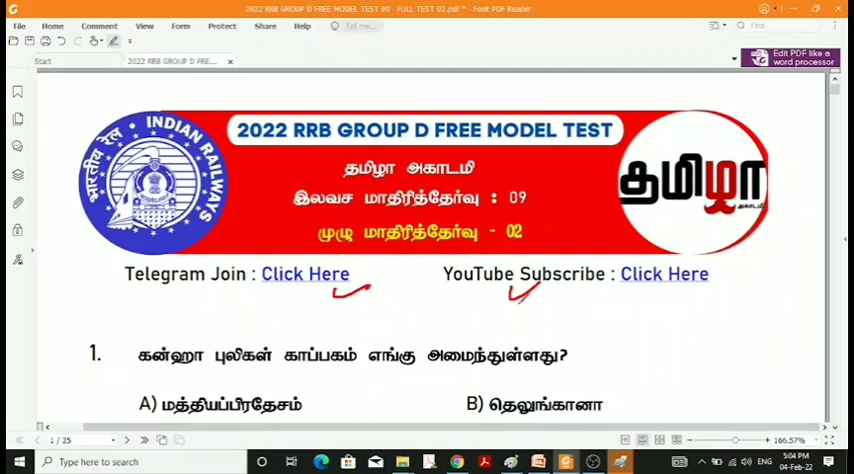 2022 RRB GROUP D FREE MODEL TEST 09 - FULL TEST 02.pdf * - Foxit PDF Reader
File Home Comment View Form Protect Share Help Tell me... Find
Start 2022 RRB GROUP D FREE... Edit PDF like a word processor
भारतीय रेल • INDIAN RAILWAYS
2022 RRB GROUP D FREE MODEL TEST
தமிழா அகாடமி
இலவச மாதிரித்தேர்வு : 09
முழு மாதிரித்தேர்வு - 02
தமிழா
அகாடமி
Telegram Join : Click Here YouTube Subscribe : Click Here
1. கன்ஹா புலிகள் காப்பகம் எங்கு அமைந்துள்ளது?
A) மத்தியப்பிரதேசம் B) தெலுங்கானா
1 / 25 166.57%
Type here to search ENG 5:04 PM
04-Feb-22